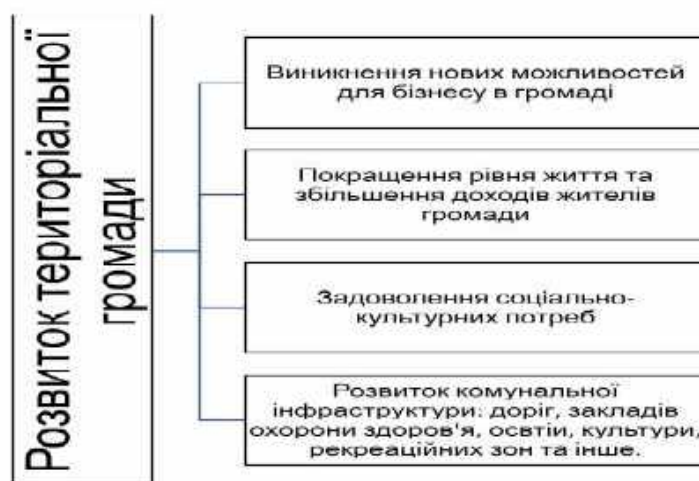 Розвиток територіальної
громади
Виникнення нових можливостей
для бізнесу в громаді
Покращення рівня життя та
збільшення доходів жителів
громади
Задоволення соціально-
культурних потреб
Розвиток комунальної
інфраструктури: доріг, закладів
охорони здоров'я, освтіи, культури,
рекреаційних зон та інше.